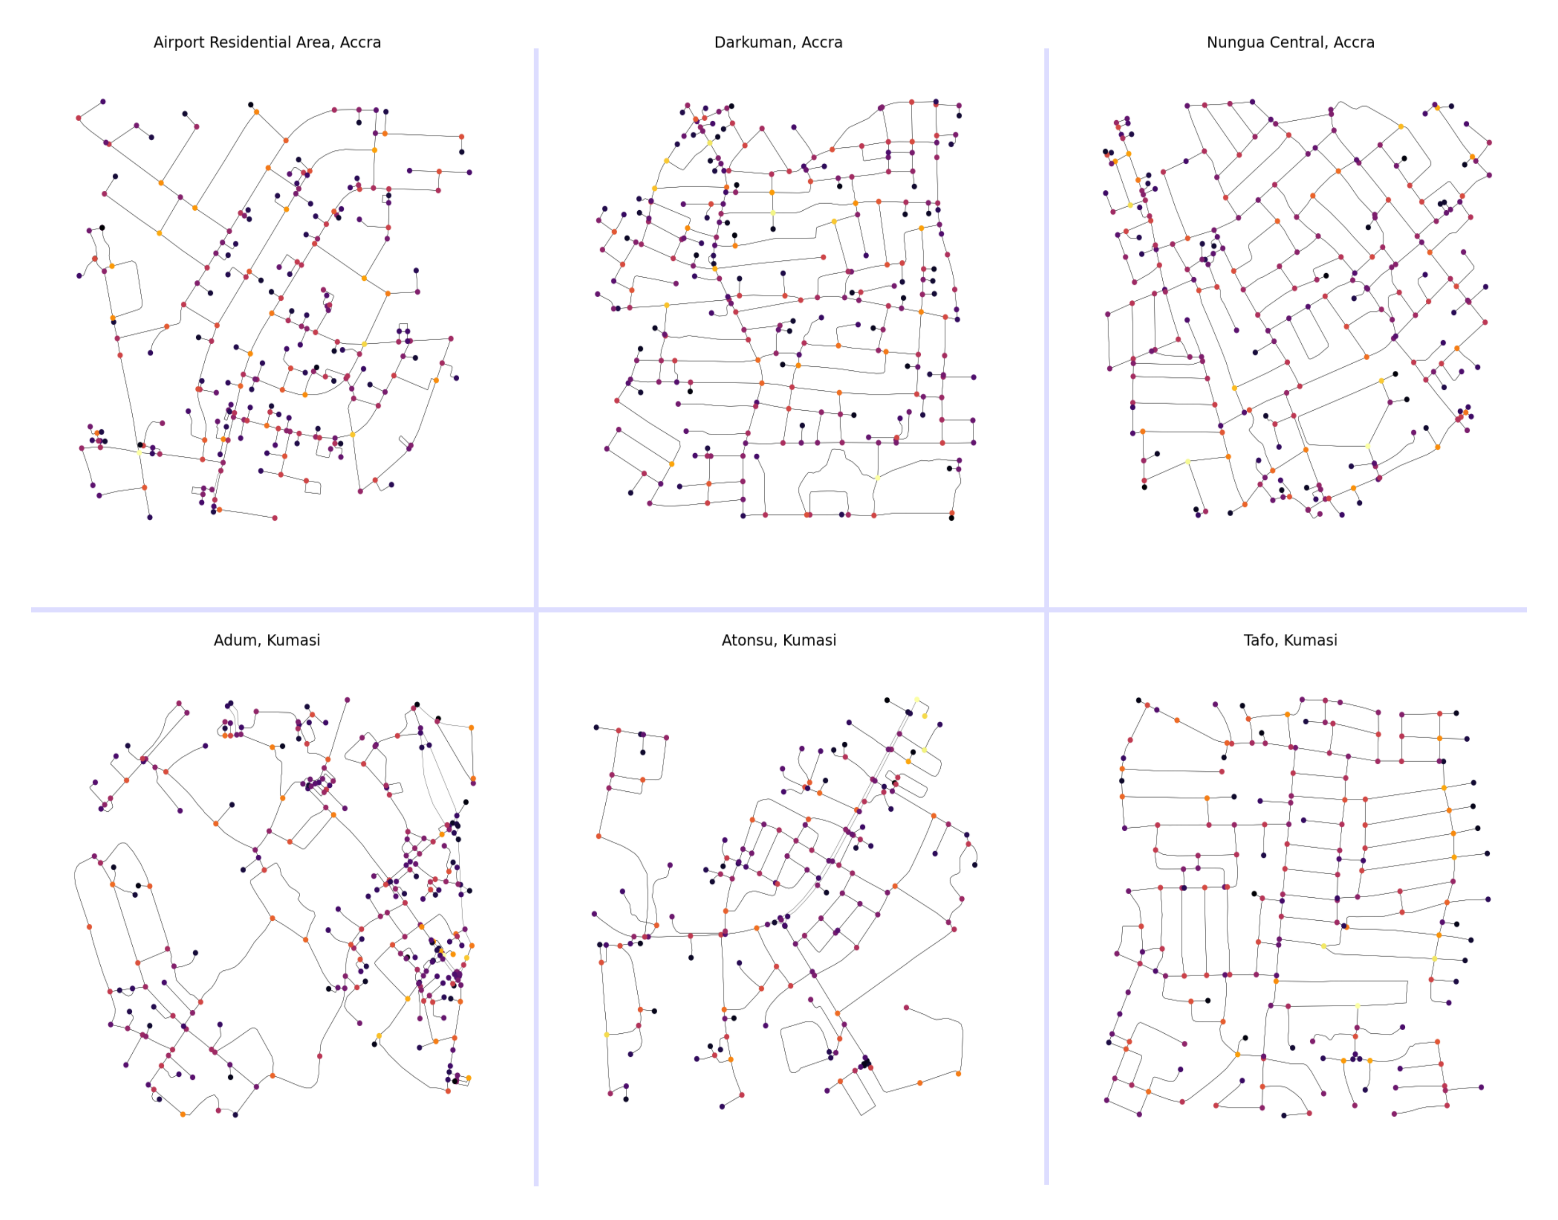 Airport Residential Area, Accra
Darkuman, Accra
Nungua Central, Accra
Adum, Kumasi
Atonsu, Kumasi
Tafo, Kumasi